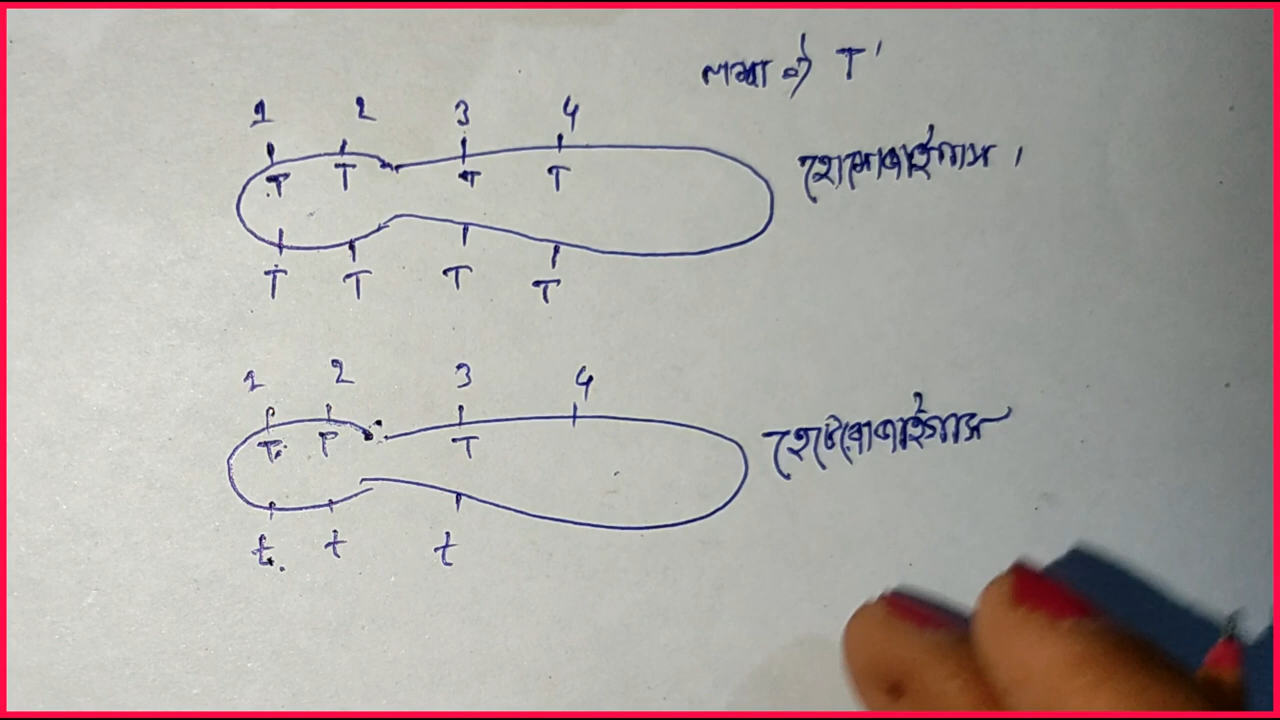 লম্বা => T'
1 2 3 4
T T T T
হোমোজাইগাস ।
T T T T
1 2 3 4
T T T
হেটেরোজাইগাস
t t t